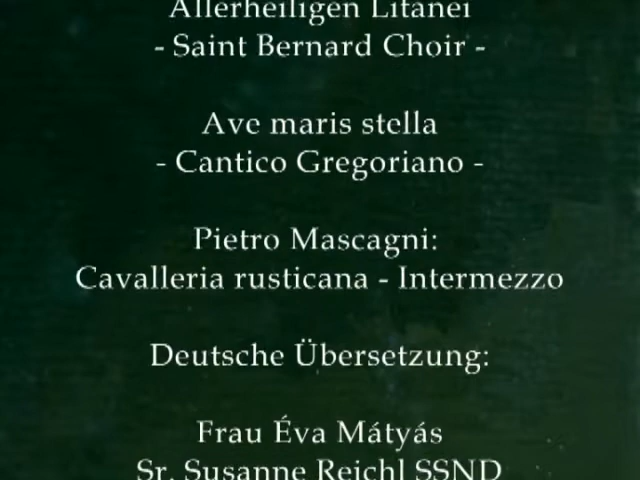 Allerheiligen Litanei
- Saint Bernard Choir -
Ave maris stella
- Cantico Gregoriano -
Pietro Mascagni:
Cavalleria rusticana - Intermezzo
Deutsche Übersetzung:
Frau Éva Mátyás
Sr. Susanne Reichl SSND